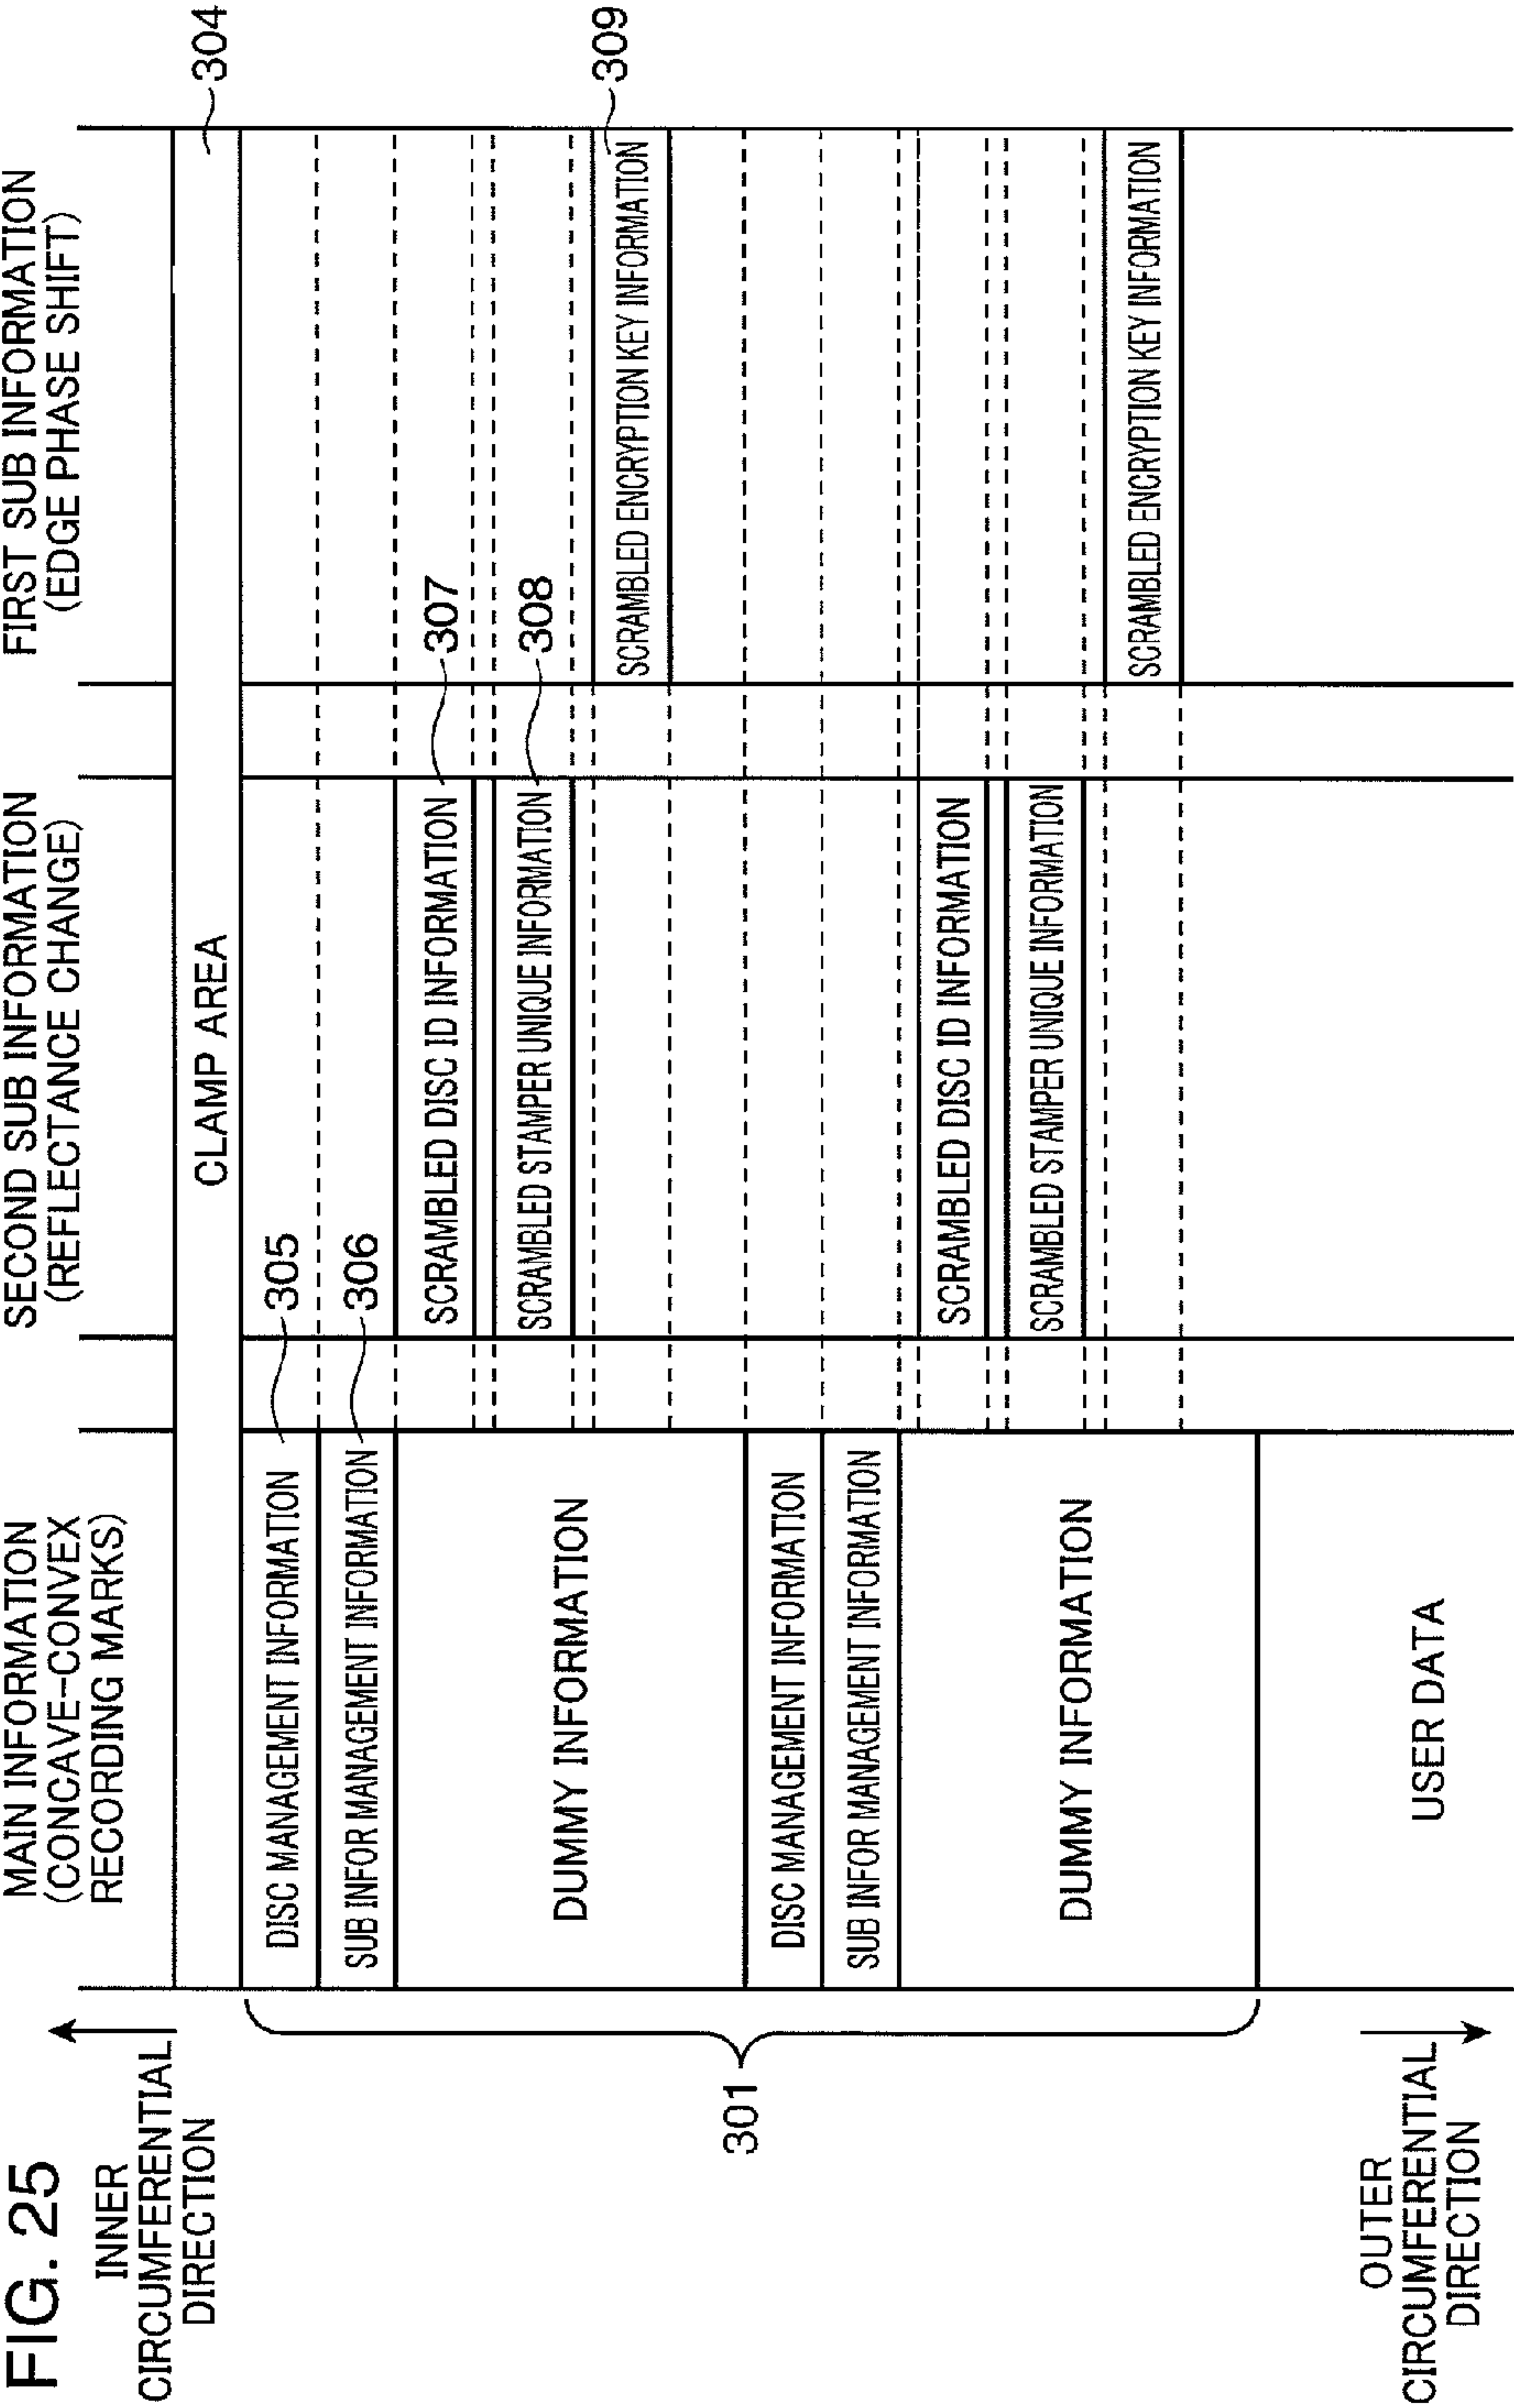 FIG. 25
INNER
CIRCUMFERENTIAL
DIRECTION
MAIN INFORMATION
(CONCAVE-CONVEX
RECORDING MARKS)
SECOND SUB INFORMATION
(REFLECTANCE CHANGE)
FIRST SUB INFORMATION
(EDGE PHASE SHIFT)
CLAMP AREA
304
DISC MANAGEMENT INFORMATION
305
SUB INFOR MANAGEMENT INFORMATION
306
SCRAMBLED DISC ID INFORMATION
307
SCRAMBLED STAMPER UNIQUE INFORMATION
308
DUMMY INFORMATION
SCRAMBLED ENCRYPTION KEY INFORMATION
309
301
DISC MANAGEMENT INFORMATION
SUB INFOR MANAGEMENT INFORMATION
SCRAMBLED DISC ID INFORMATION
SCRAMBLED STAMPER UNIQUE INFORMATION
DUMMY INFORMATION
SCRAMBLED ENCRYPTION KEY INFORMATION
USER DATA
OUTER
CIRCUMFERENTIAL
DIRECTION